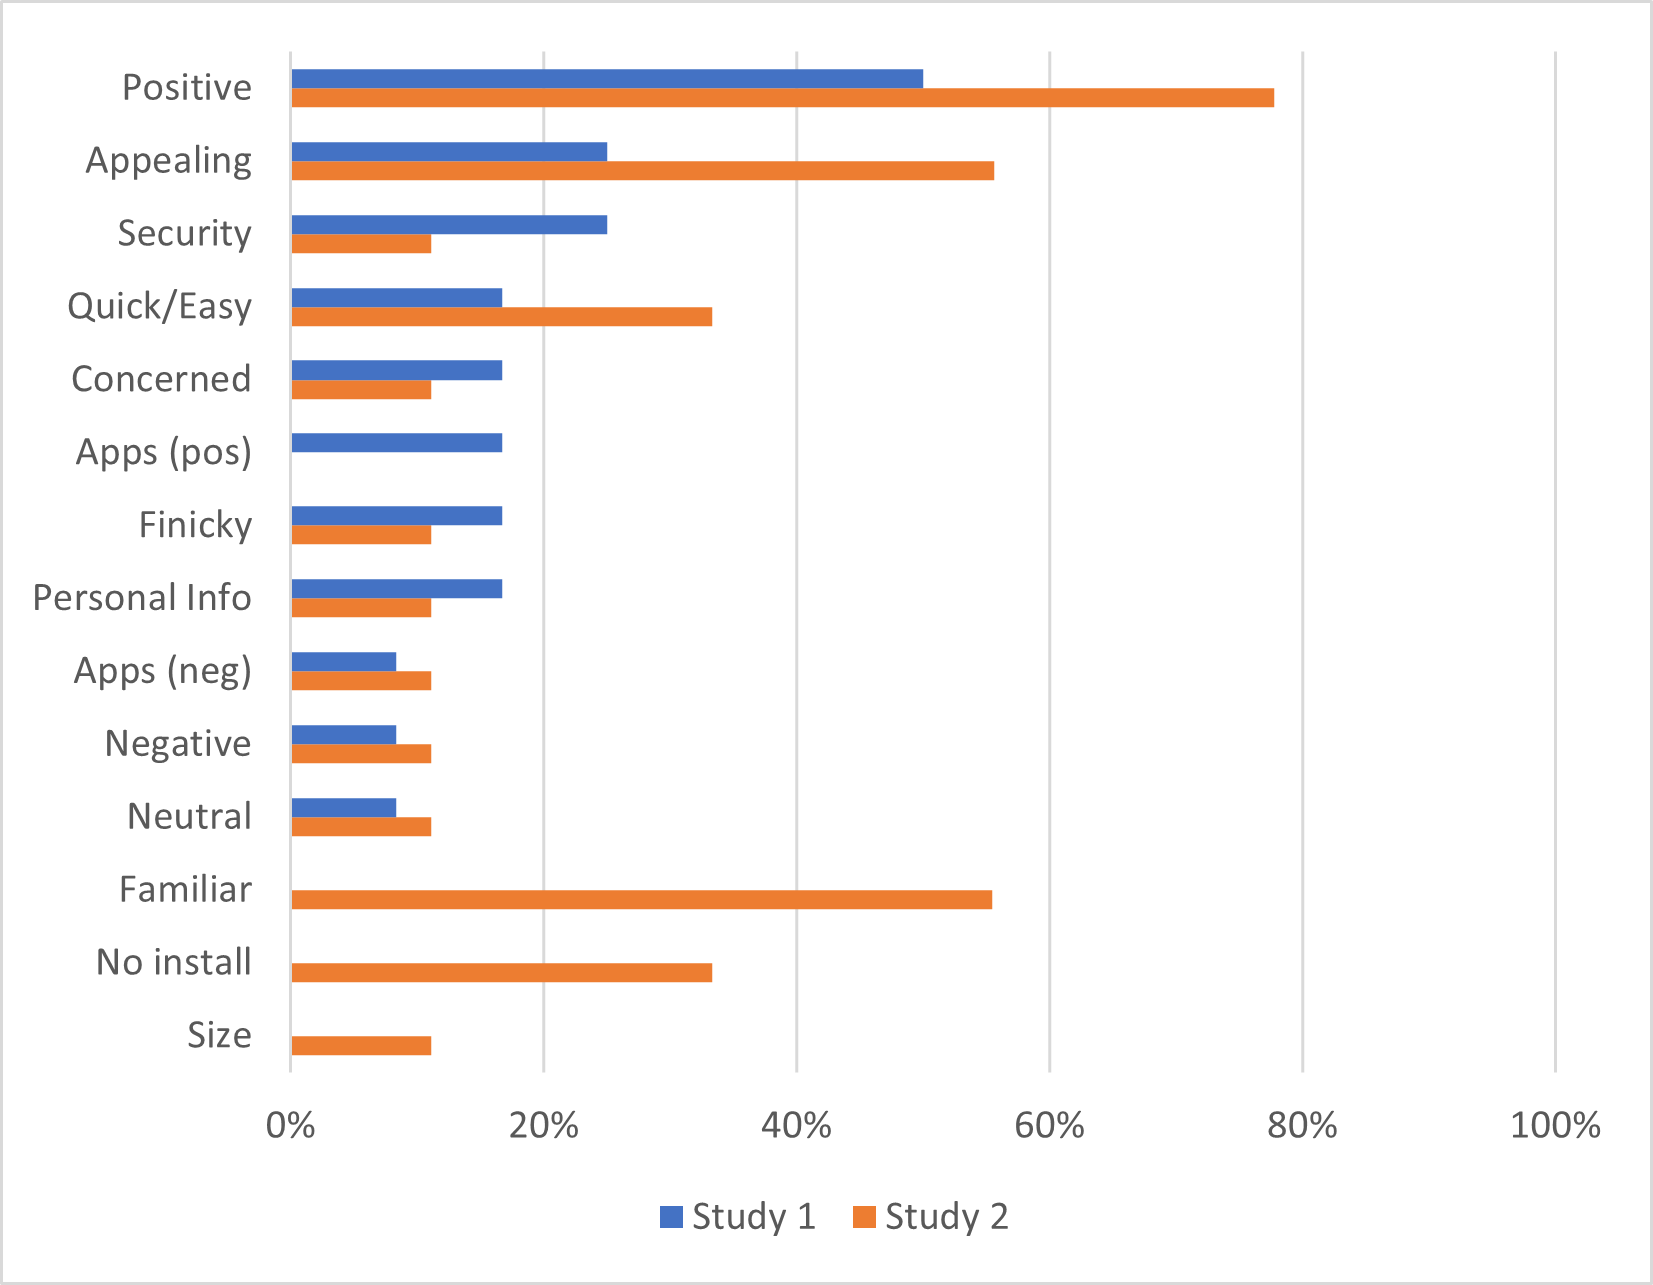 Positive
Appealing
Security
Quick/Easy
Concerned
Apps (pos)
Finicky
Personal Info
Apps (neg)
Negative
Neutral
Familiar
No install
Size
0% 20% 40% 60% 80% 100%
Study 1 Study 2